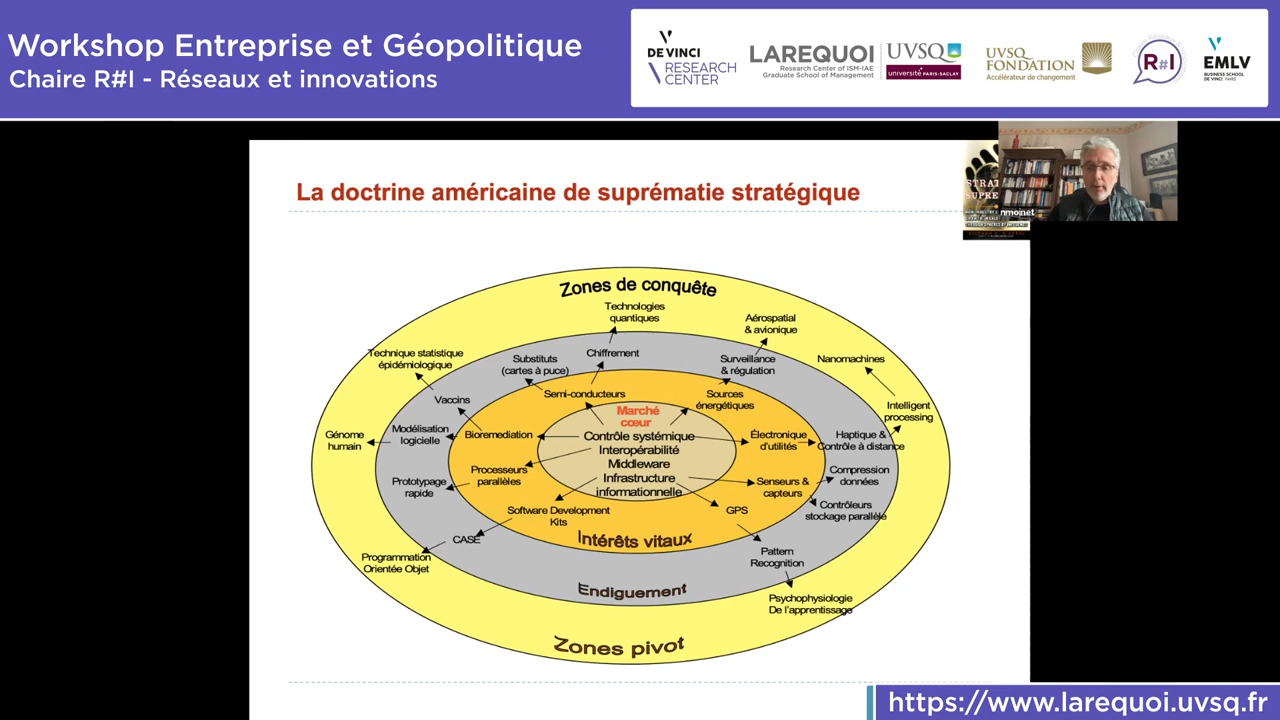 Workshop Entreprise et Géopolitique
Chaire R#I - Réseaux et innovations
DE VINCI
RESEARCH
CENTER
LAREQUOI
Research Center of ISM-IAE
Graduate School of Management
UVSQ
université PARIS-SACLAY
UVSQ
FONDATION
Accélérateur de changement
R#I
EMLV
BUSINESS SCHOOL
DE VINCI PARIS
La doctrine américaine de suprématie stratégique
STRAT
SUPRE
nmoinet
Zones de conquête
Technologies
quantiques
Aérospatial
& avionique
Technique statistique
épidémiologique
Substituts
(cartes à puce)
Chiffrement
Surveillance
& régulation
Nanomachines
Vaccins
Semi-conducteurs
Sources
énergétiques
Intelligent
processing
Marché
cœur
Génome
humain
Modélisation
logicielle
Bioremediation
Contrôle systémique
Interopérabilité
Middleware
Infrastructure
informationnelle
Électronique
d'utilités
Haptique &
Contrôle à distance
Prototypage
rapide
Processeurs
parallèles
Senseurs &
capteurs
Compression
données
Software Development
Kits
GPS
Contrôleurs
stockage parallèle
CASE
Intérêts vitaux
Programmation
Orientée Objet
Pattern
Recognition
Endiguement
Psychophysiologie
De l'apprentissage
Zones pivot
https://www.larequoi.uvsq.fr